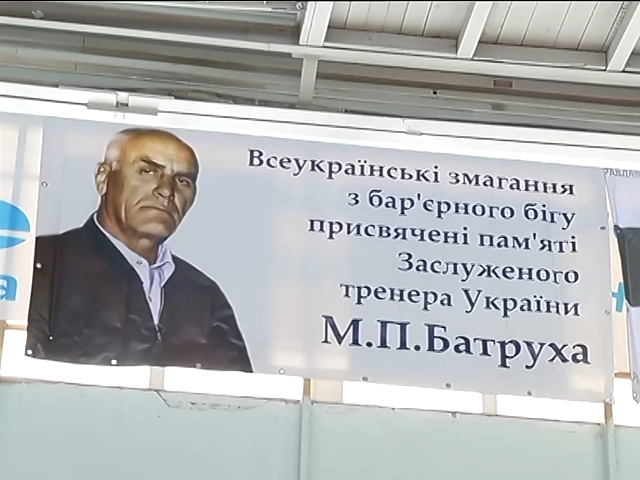 Всеукраїнські змагання
з бар'єрного бігу
присвячені пам'яті
Заслуженого
тренера України
М.П.Батруха